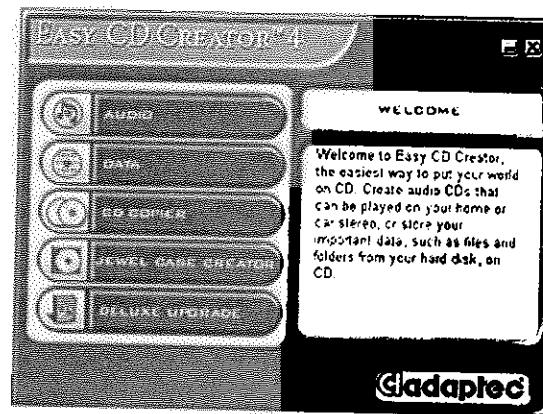 EASY CD CREATOR™ 4
AUDIO
DATA
CD COPIER
JEWEL CASE CREATOR
DELUXE UPGRADE
WELCOME
Welcome to Easy CD Creator,
the easiest way to put your world
on CD. Create audio CDs that
can be played on your home or
car stereo, or store your
important data, such as files and
folders from your hard disk, on
CD.
adaptec